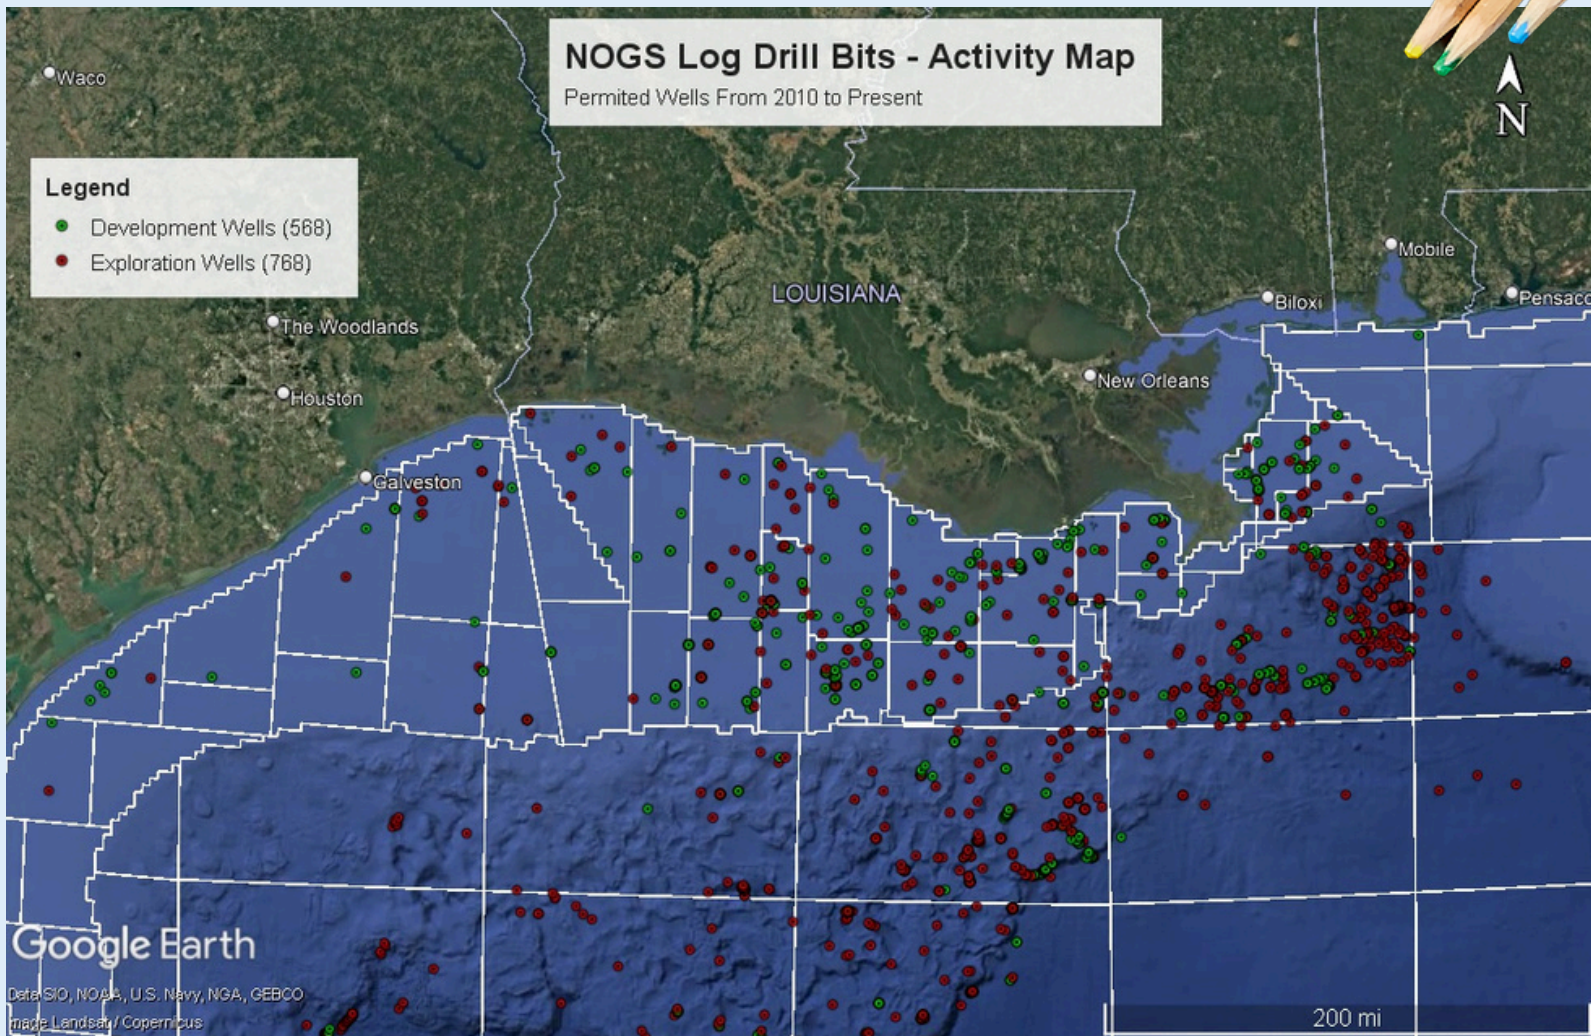 NOGS Log Drill Bits - Activity Map
Permited Wells From 2010 to Present
N
Waco
Legend
Development Wells (568)
Exploration Wells (768)
Mobile
LOUISIANA
Biloxi
Pensaco
The Woodlands
New Orleans
Houston
Galveston
Google Earth
Data SIO, NOAA, U.S. Navy, NGA, GEBCO
Image Landsat / Copernicus
200 mi